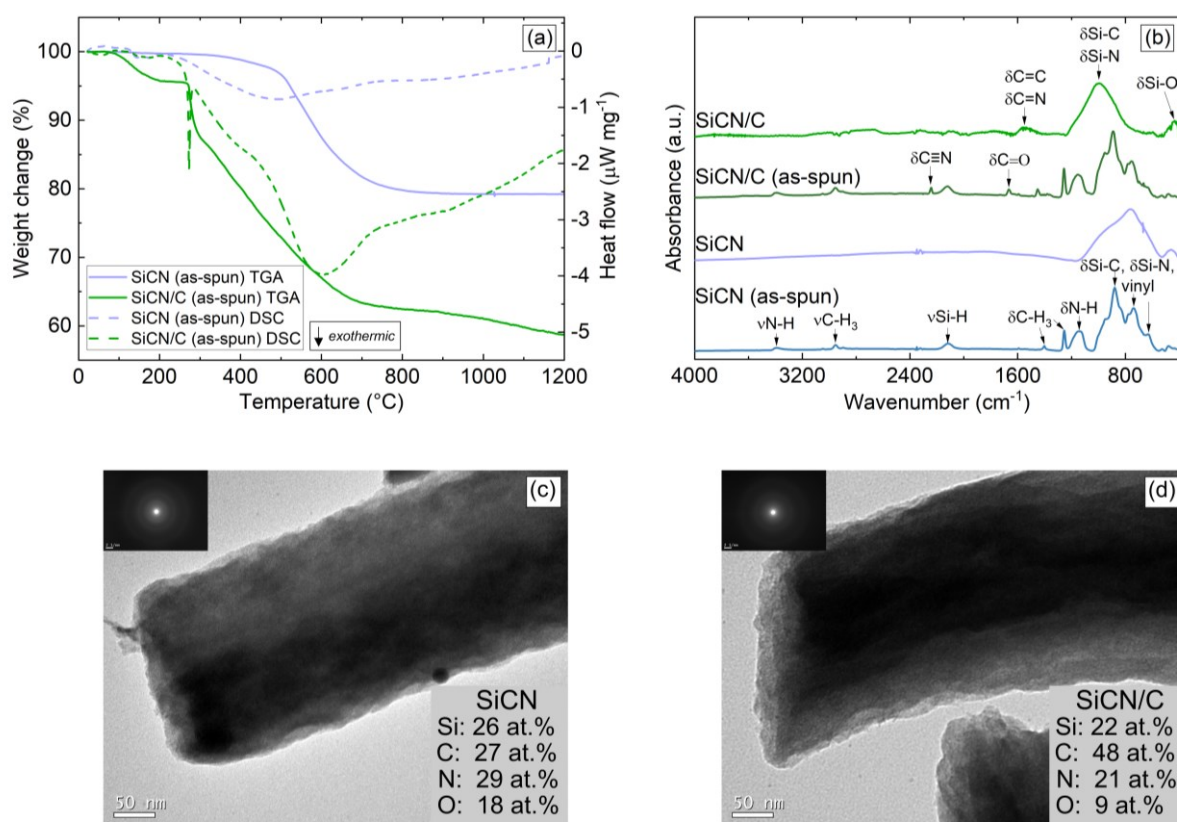 (a)
Weight change (%)
100
90
80
70
60
0
-1
-2
-3
-4
-5
Heat flow (μW mg⁻¹)
SiCN (as-spun) TGA
SiCN/C (as-spun) TGA
SiCN (as-spun) DSC
SiCN/C (as-spun) DSC
exothermic
0 200 400 600 800 1000 1200
Temperature (°C)
(b)
Absorbance (a.u.)
δSi-C
δSi-N
δC=C
δC=N
δSi-O
SiCN/C
δC≡N
δC=O
SiCN/C (as-spun)
SiCN
δSi-C, δSi-N,
vinyl
SiCN (as-spun)
νN-H
νC-H₃
νSi-H
δC-H₃
δN-H
4000 3200 2400 1600 800
Wavenumber (cm⁻¹)
(c)
SiCN
Si: 26 at.%
C: 27 at.%
N: 29 at.%
O: 18 at.%
50 nm
(d)
SiCN/C
Si: 22 at.%
C: 48 at.%
N: 21 at.%
O: 9 at.%
50 nm